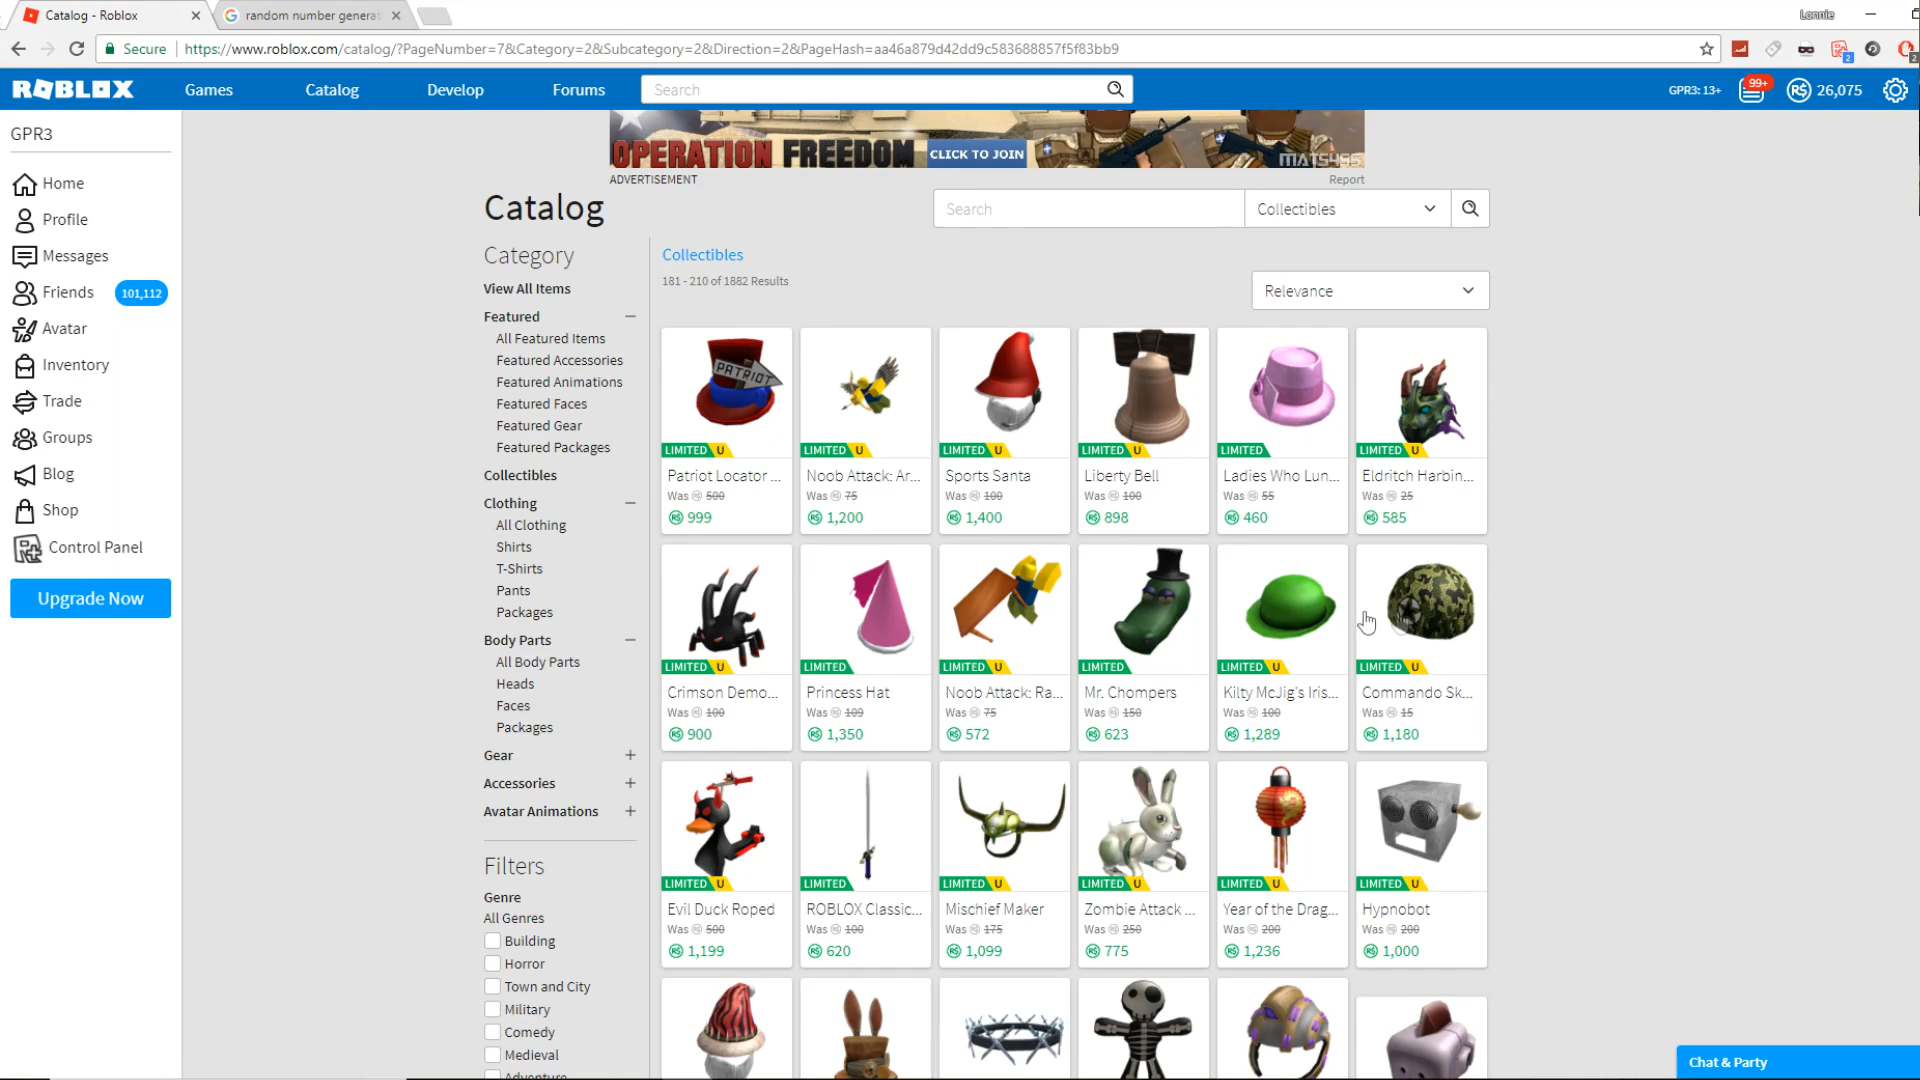 Catalog - Roblox
random number generat
Lonnie
Secure
https://www.roblox.com/catalog/?PageNumber=7&Category=2&Subcategory=2&Direction=2&PageHash=aa46a879d42dd9c583688857f5f83bb9
2
2
ROBLOX
Games
Catalog
Develop
Forums
Search
GPR3: 13+
99+
R$ 26,075
OPERATION FREEDOM
CLICK TO JOIN
MATS455
ADVERTISEMENT
Report
GPR3
Home
Profile
Messages
Friends 101,112
Avatar
Inventory
Trade
Groups
Blog
Shop
Control Panel
Upgrade Now
Catalog
Search
Collectibles
Category
View All Items
Featured
All Featured Items
Featured Accessories
Featured Animations
Featured Faces
Featured Gear
Featured Packages
Collectibles
Clothing
All Clothing
Shirts
T-Shirts
Pants
Packages
Body Parts
All Body Parts
Heads
Faces
Packages
Gear
Accessories
Avatar Animations
Filters
Genre
All Genres
Building
Horror
Town and City
Military
Comedy
Medieval
Adventure
Collectibles
181 - 210 of 1882 Results
Relevance
PATRIOT
LIMITED U
Patriot Locator ...
Was R$ 500
R$ 999
LIMITED U
Noob Attack: Ar...
Was R$ 75
R$ 1,200
LIMITED U
Sports Santa
Was R$ 100
R$ 1,400
LIMITED U
Liberty Bell
Was R$ 100
R$ 898
LIMITED
Ladies Who Lun...
Was R$ 55
R$ 460
LIMITED U
Eldritch Harbin...
Was R$ 25
R$ 585
LIMITED U
Crimson Demo...
Was R$ 100
R$ 900
LIMITED
Princess Hat
Was R$ 109
R$ 1,350
LIMITED U
Noob Attack: Ra...
Was R$ 75
R$ 572
LIMITED
Mr. Chompers
Was R$ 150
R$ 623
LIMITED U
Kilty McJig's Iris...
Was R$ 100
R$ 1,289
LIMITED U
Commando Sk...
Was R$ 15
R$ 1,180
LIMITED U
Evil Duck Roped
Was R$ 500
R$ 1,199
LIMITED
ROBLOX Classic...
Was R$ 100
R$ 620
LIMITED U
Mischief Maker
Was R$ 175
R$ 1,099
LIMITED U
Zombie Attack ...
Was R$ 250
R$ 775
LIMITED U
Year of the Drag...
Was R$ 200
R$ 1,236
LIMITED U
Hypnobot
Was R$ 200
R$ 1,000
Chat & Party